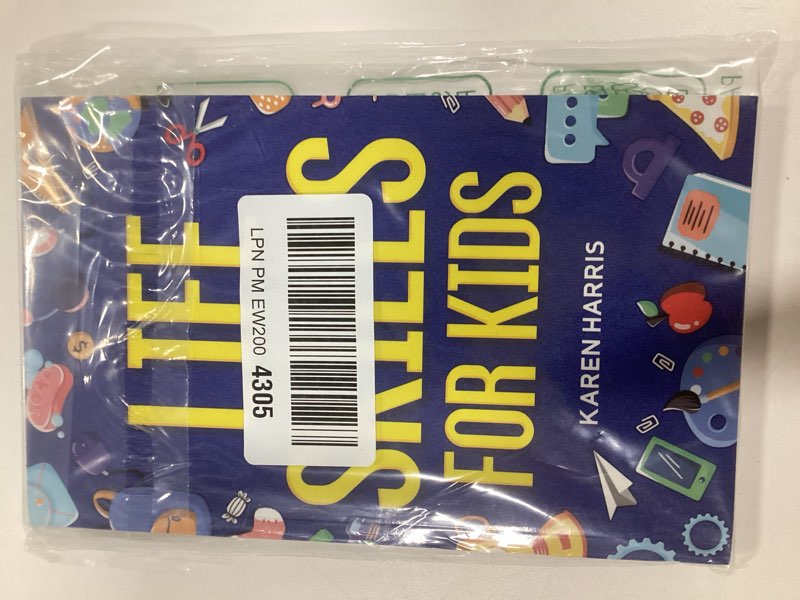 LIFE
SKILLS
FOR KIDS
KAREN HARRIS
LPN PM EW200 4305